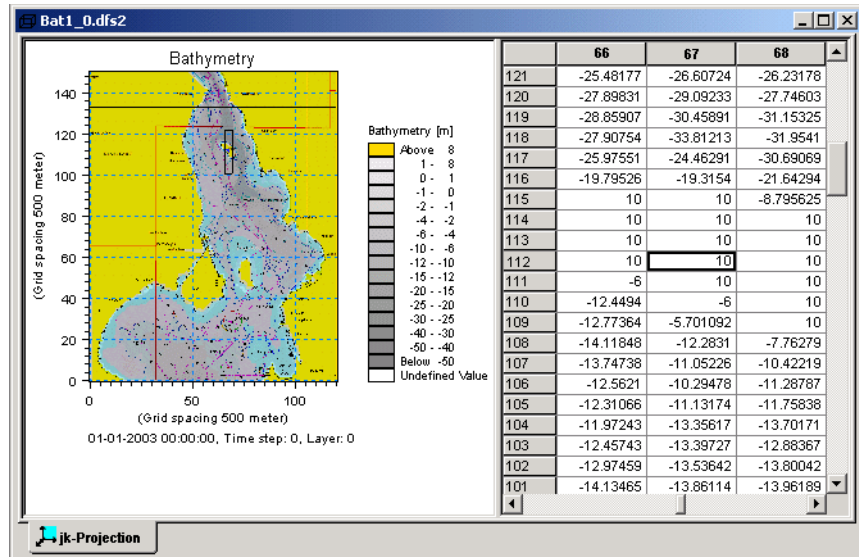 Bat1_0.dfs2
Bathymetry
140
120
100
80
60
40
20
0
(Grid spacing 500 meter)
0 50 100
(Grid spacing 500 meter)
01-01-2003 00:00:00, Time step: 0, Layer: 0
Bathymetry [m]
Above 8
1 - 8
0 - 1
-1 - 0
-2 - -1
-4 - -2
-6 - -4
-10 - -6
-12 - -10
-15 - -12
-20 - -15
-25 - -20
-30 - -25
-40 - -30
-50 - -40
Below -50
Undefined Value
66 67 68
121 -25.48177 -26.60724 -26.23178
120 -27.89831 -29.09233 -27.74603
119 -28.85907 -30.45891 -31.15325
118 -27.90754 -33.81213 -31.9541
117 -25.97551 -24.46291 -30.69069
116 -19.79526 -19.3154 -21.64294
115 10 10 -8.795625
114 10 10 10
113 10 10 10
112 10 10 10
111 -6 10 10
110 -12.4494 -6 10
109 -12.77364 -5.701092 10
108 -14.11848 -12.2831 -7.76279
107 -13.74738 -11.05226 -10.42219
106 -12.5621 -10.29478 -11.28787
105 -12.31066 -11.13174 -11.75838
104 -11.97243 -13.35617 -13.70171
103 -12.45743 -13.39727 -12.88367
102 -12.97459 -13.53642 -13.80042
101 -14.13465 -13.86114 -13.96189
jk-Projection